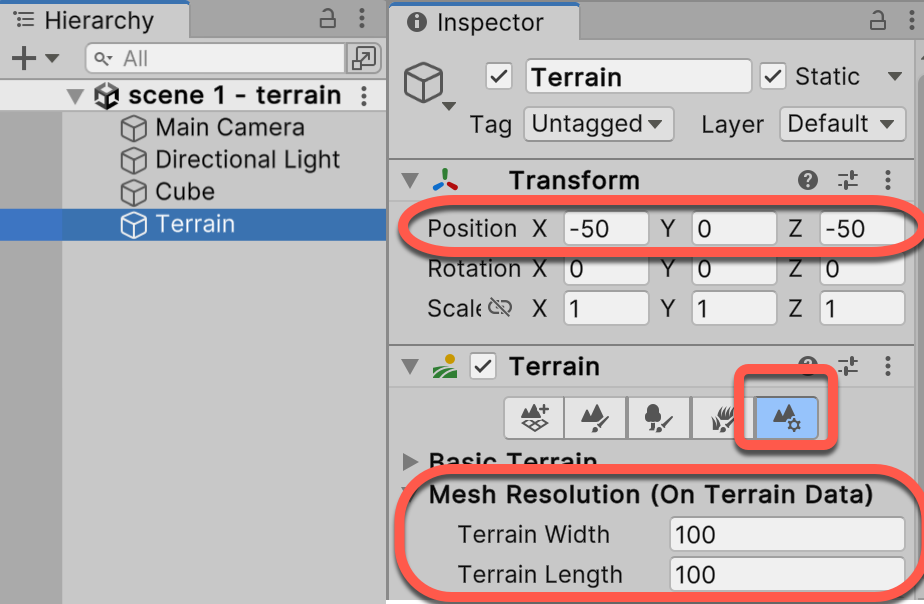 Hierarchy
All
scene 1 - terrain
Main Camera
Directional Light
Cube
Terrain
Inspector
Terrain
Static
Tag Untagged Layer Default
Transform
Position X -50 Y 0 Z -50
Rotation X 0 Y 0 Z 0
Scale X 1 Y 1 Z 1
Terrain
Basic Terrain
Mesh Resolution (On Terrain Data)
Terrain Width 100
Terrain Length 100